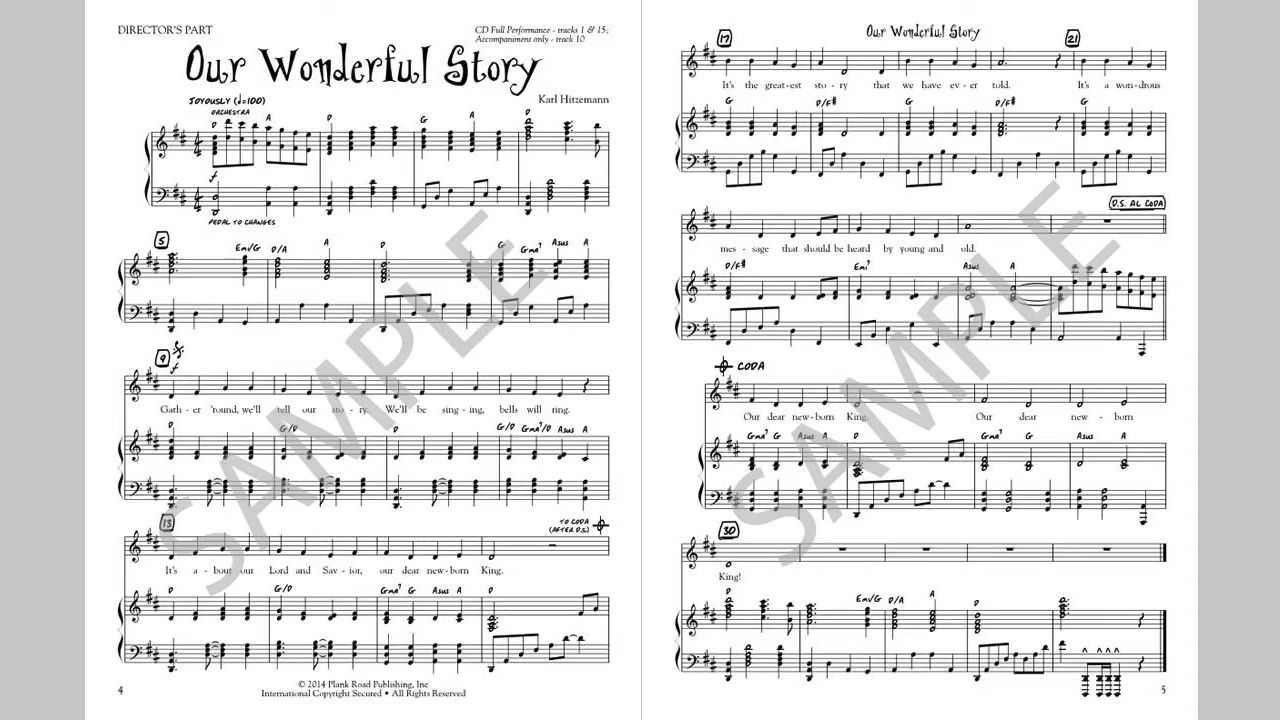 DIRECTOR'S PART
CD Full Performance - tracks 1 & 15;
Accompaniment only - track 10
Our Wonderful Story
Karl Hitzemann
JOYOUSLY (♩=100)
ORCHESTRA
D A D G A D
f
PEDAL TO CHANGES
5
D Em/G D/A A D G Gma7 Asus A
9
f
Gath - er 'round, we'll tell our sto - ry. We'll be sing - ing, bells will ring.
D G/D D G/D Gma7/D Asus A
13
TO CODA
(AFTER D.S.)
It's a - bout our Lord and Sav - ior, our dear new - born King.
D G/D Gma7 G Asus A D
© 2014 Plank Road Publishing, Inc
International Copyright Secured • All Rights Reserved
4
Our Wonderful Story
17 21
It's the great - est sto - ry that we have ev - er told. It's a won - drous
G D/F# G D/F# G
D.S. AL CODA
mes - sage that should be heard by young and old.
D/F# Em7 Asus A
CODA
Our dear new - born King. Our dear new - born
Gma7 G Asus A D Gma7 G Asus A
30
King!
D Em/G D/A A D D
5
SAMPLE
SAMPLE